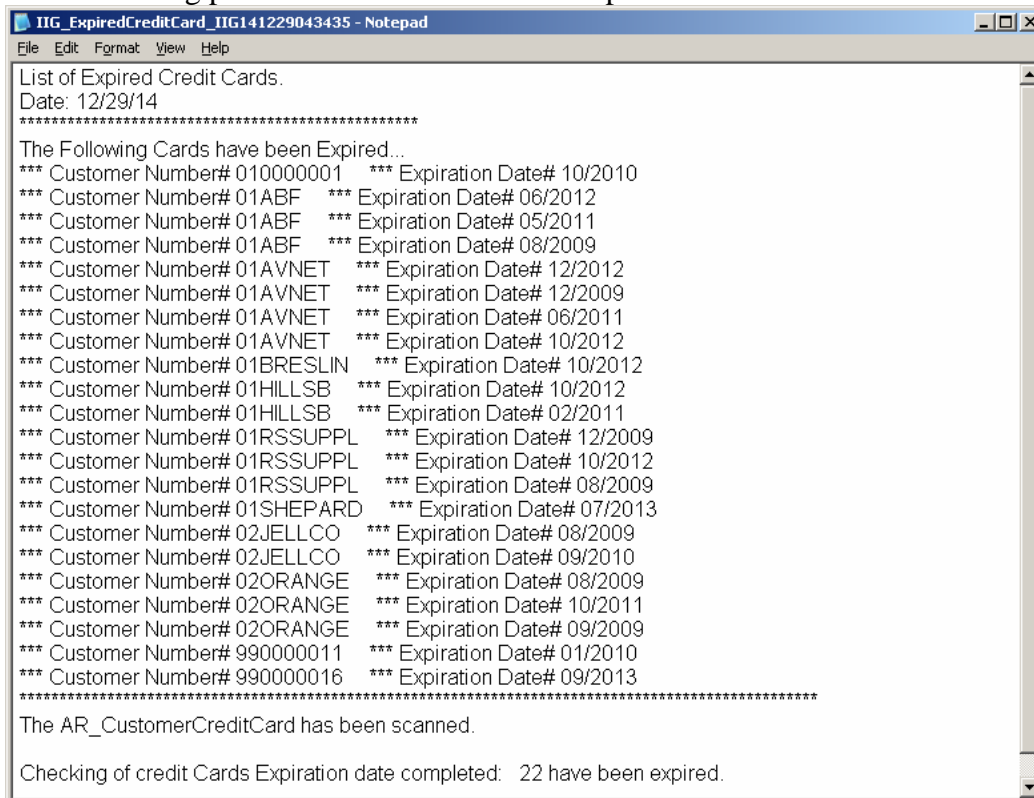 IIG_ExpiredCreditCard_IIG141229043435 - Notepad
File Edit Format View Help
List of Expired Credit Cards.
Date: 12/29/14
**************************************************
The Following Cards have been Expired...
*** Customer Number# 010000001 *** Expiration Date# 10/2010
*** Customer Number# 01ABF *** Expiration Date# 06/2012
*** Customer Number# 01ABF *** Expiration Date# 05/2011
*** Customer Number# 01ABF *** Expiration Date# 08/2009
*** Customer Number# 01AVNET *** Expiration Date# 12/2012
*** Customer Number# 01AVNET *** Expiration Date# 12/2009
*** Customer Number# 01AVNET *** Expiration Date# 06/2011
*** Customer Number# 01AVNET *** Expiration Date# 10/2012
*** Customer Number# 01BRESLIN *** Expiration Date# 10/2012
*** Customer Number# 01HILLSB *** Expiration Date# 10/2012
*** Customer Number# 01HILLSB *** Expiration Date# 02/2011
*** Customer Number# 01RSSUPPL *** Expiration Date# 12/2009
*** Customer Number# 01RSSUPPL *** Expiration Date# 10/2012
*** Customer Number# 01RSSUPPL *** Expiration Date# 08/2009
*** Customer Number# 01SHEPARD *** Expiration Date# 07/2013
*** Customer Number# 02JELLCO *** Expiration Date# 08/2009
*** Customer Number# 02JELLCO *** Expiration Date# 09/2010
*** Customer Number# 02ORANGE *** Expiration Date# 08/2009
*** Customer Number# 02ORANGE *** Expiration Date# 10/2011
*** Customer Number# 02ORANGE *** Expiration Date# 09/2009
*** Customer Number# 990000011 *** Expiration Date# 01/2010
*** Customer Number# 990000016 *** Expiration Date# 09/2013
****************************************************************************************************
The AR_CustomerCreditCard has been scanned.
Checking of credit Cards Expiration date completed: 22 have been expired.